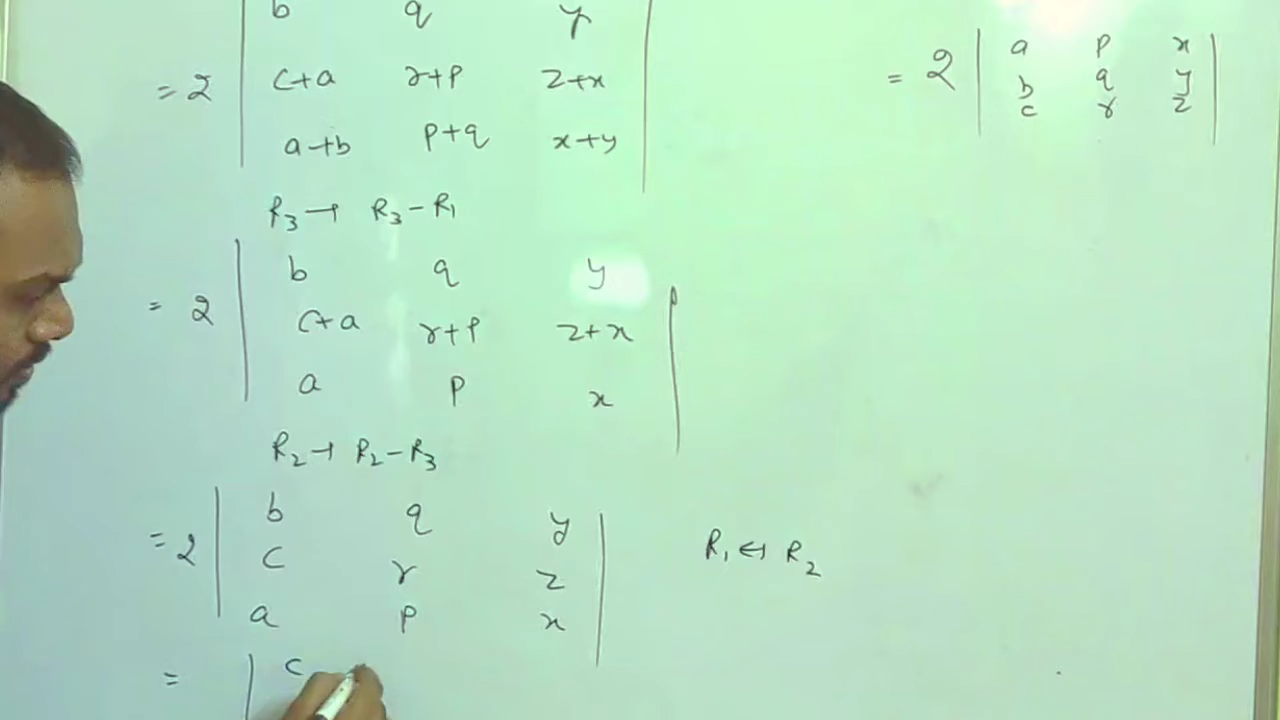 b q y
= 2 | c+a r+p z+x |
a+b p+q x+y
R₃ → R₃ - R₁
b q y
= 2 | c+a r+p z+x |
a p x
R₂ → R₂ - R₃
b q y
= 2 | c r z | R₁ ↔ R₂
a p x
= | c
a p x
= 2 | b q y |
c r z